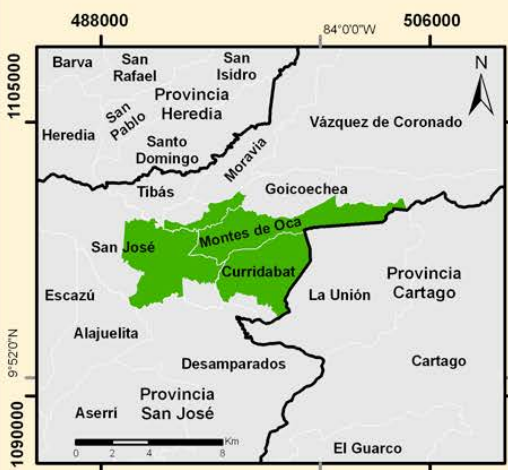 488000
84°0'0"W
506000
1105000
N
Barva
San
Rafael
San
Isidro
San
Pablo
Provincia
Heredia
Heredia
Santo
Domingo
Moravia
Vázquez de Coronado
Tibás
Goicoechea
San José
Montes de Oca
Curridabat
Provincia
Cartago
La Unión
Escazú
Alajuelita
9°52'0"N
Desamparados
Cartago
Provincia
San José
Aserrí
1090000
0 2 4 8 Km
El Guarco